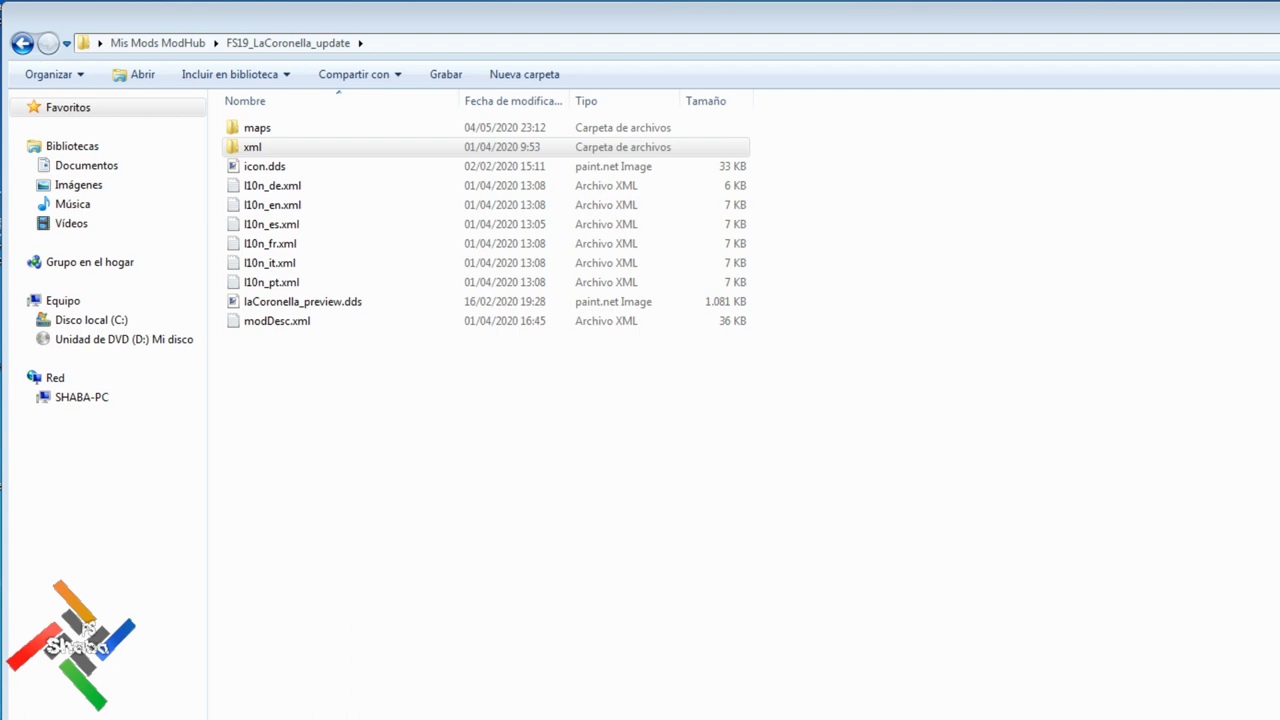 Mis Mods ModHub FS19_LaCoronella_update
Organizar Abrir Incluir en biblioteca Compartir con Grabar Nueva carpeta
Favoritos
Bibliotecas
Documentos
Imágenes
Música
Vídeos
Grupo en el hogar
Equipo
Disco local (C:)
Unidad de DVD (D:) Mi disco
Red
SHABA-PC
Nombre Fecha de modifica... Tipo Tamaño
maps 04/05/2020 23:12 Carpeta de archivos
xml 01/04/2020 9:53 Carpeta de archivos
icon.dds 02/02/2020 15:11 paint.net Image 33 KB
l10n_de.xml 01/04/2020 13:08 Archivo XML 6 KB
l10n_en.xml 01/04/2020 13:08 Archivo XML 7 KB
l10n_es.xml 01/04/2020 13:05 Archivo XML 7 KB
l10n_fr.xml 01/04/2020 13:08 Archivo XML 7 KB
l10n_it.xml 01/04/2020 13:08 Archivo XML 7 KB
l10n_pt.xml 01/04/2020 13:08 Archivo XML 7 KB
laCoronella_preview.dds 16/02/2020 19:28 paint.net Image 1.081 KB
modDesc.xml 01/04/2020 16:45 Archivo XML 36 KB
Shaba